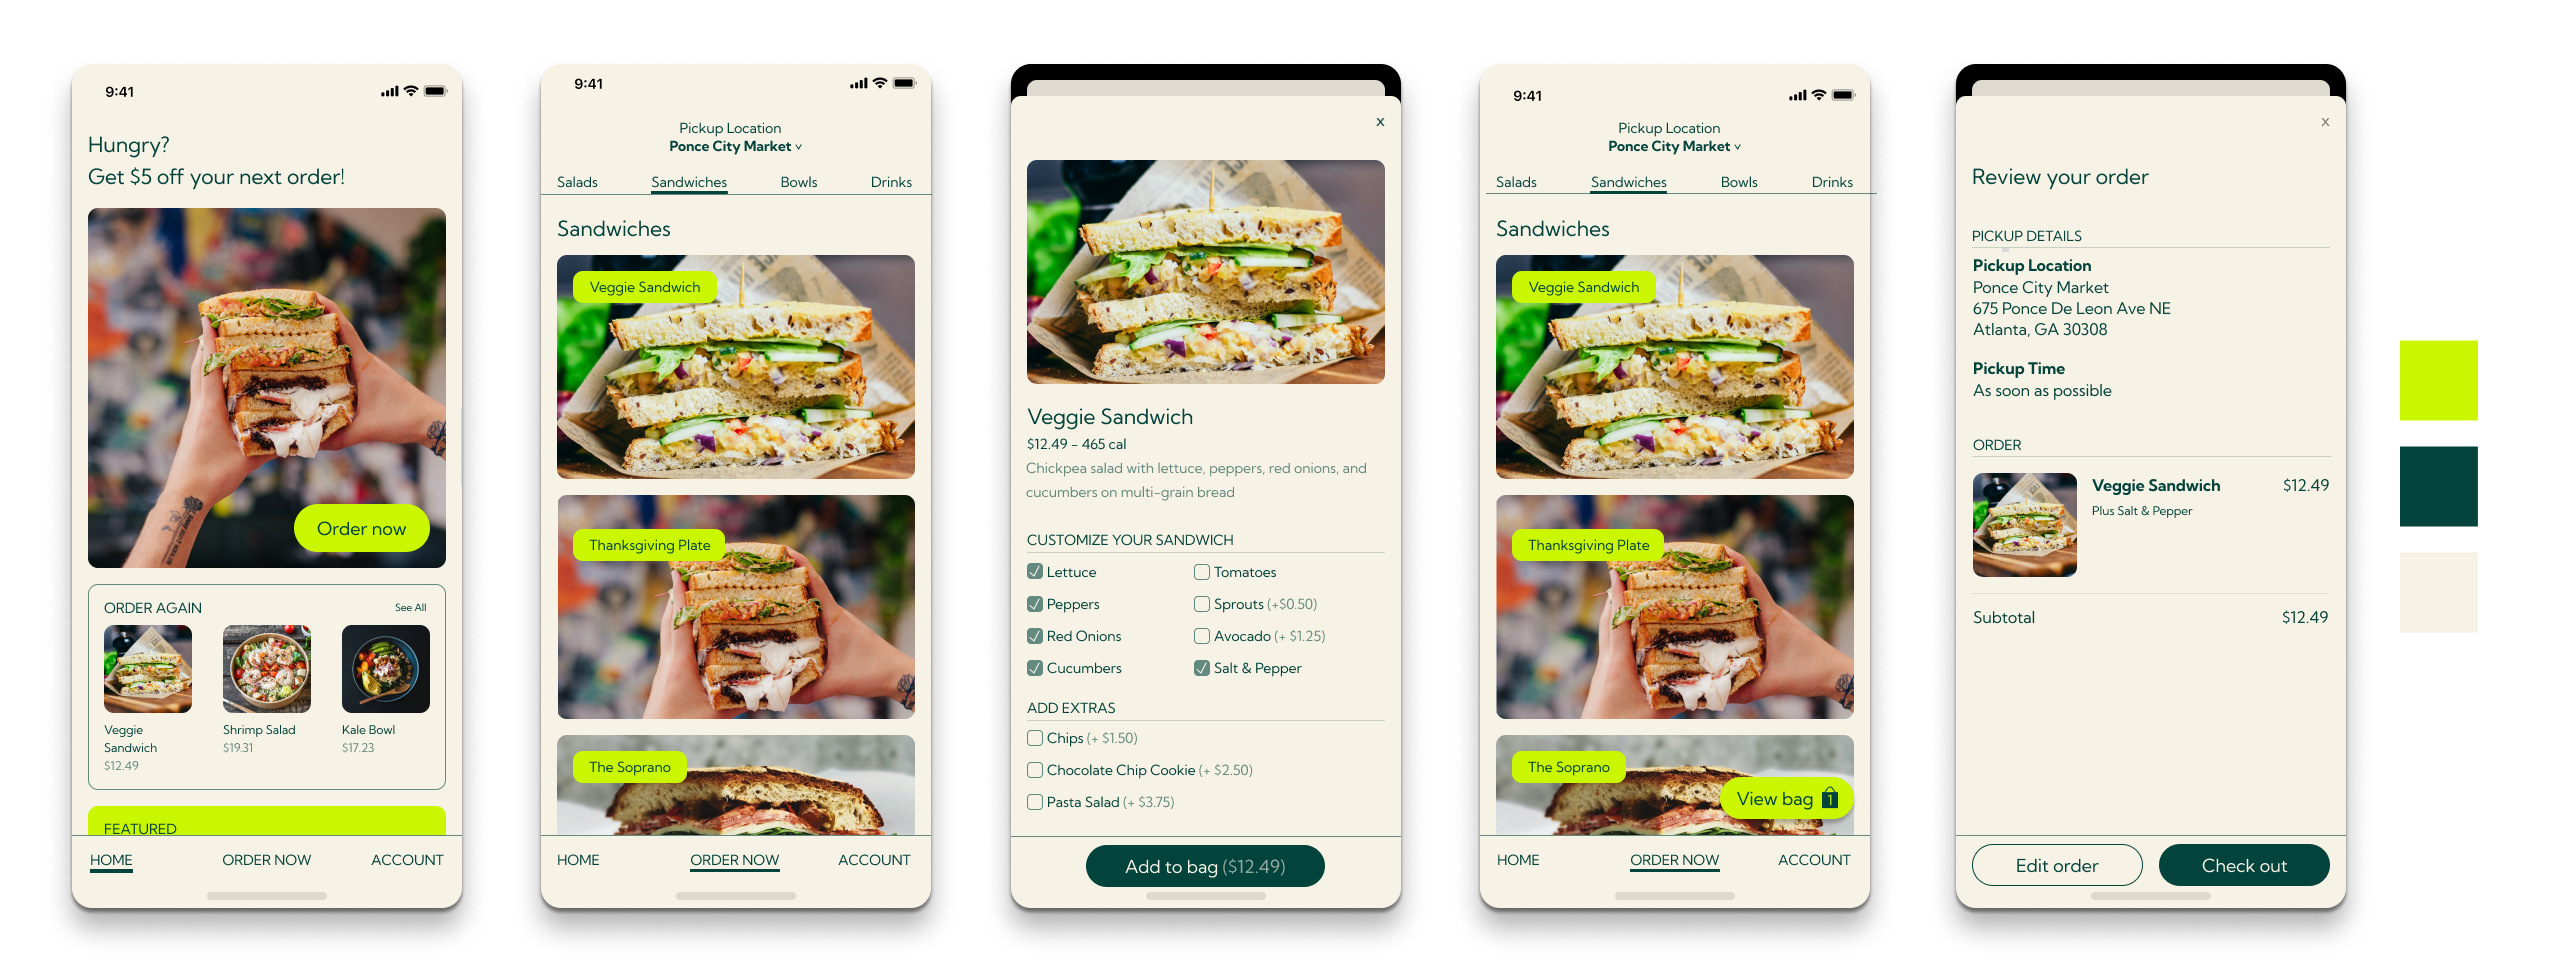 9:41
Hungry?
Get $5 off your next order!
Order now
ORDER AGAIN
See All
Veggie
Sandwich
$12.49
Shrimp Salad
$19.31
Kale Bowl
$17.23
FEATURED
HOME
ORDER NOW
ACCOUNT
9:41
Pickup Location
Ponce City Market v
Salads
Sandwiches
Bowls
Drinks
Sandwiches
Veggie Sandwich
Thanksgiving Plate
The Soprano
HOME
ORDER NOW
ACCOUNT
x
Veggie Sandwich
$12.49 - 465 cal
Chickpea salad with lettuce, peppers, red onions, and
cucumbers on multi-grain bread
CUSTOMIZE YOUR SANDWICH
Lettuce
Tomatoes
Peppers
Sprouts (+$0.50)
Red Onions
Avocado (+ $1.25)
Cucumbers
Salt & Pepper
ADD EXTRAS
Chips (+ $1.50)
Chocolate Chip Cookie (+ $2.50)
Pasta Salad (+ $3.75)
Add to bag ($12.49)
9:41
Pickup Location
Ponce City Market v
Salads
Sandwiches
Bowls
Drinks
Sandwiches
Veggie Sandwich
Thanksgiving Plate
The Soprano
View bag 1
HOME
ORDER NOW
ACCOUNT
x
Review your order
PICKUP DETAILS
Pickup Location
Ponce City Market
675 Ponce De Leon Ave NE
Atlanta, GA 30308
Pickup Time
As soon as possible
ORDER
Veggie Sandwich
$12.49
Plus Salt & Pepper
Subtotal
$12.49
Edit order
Check out